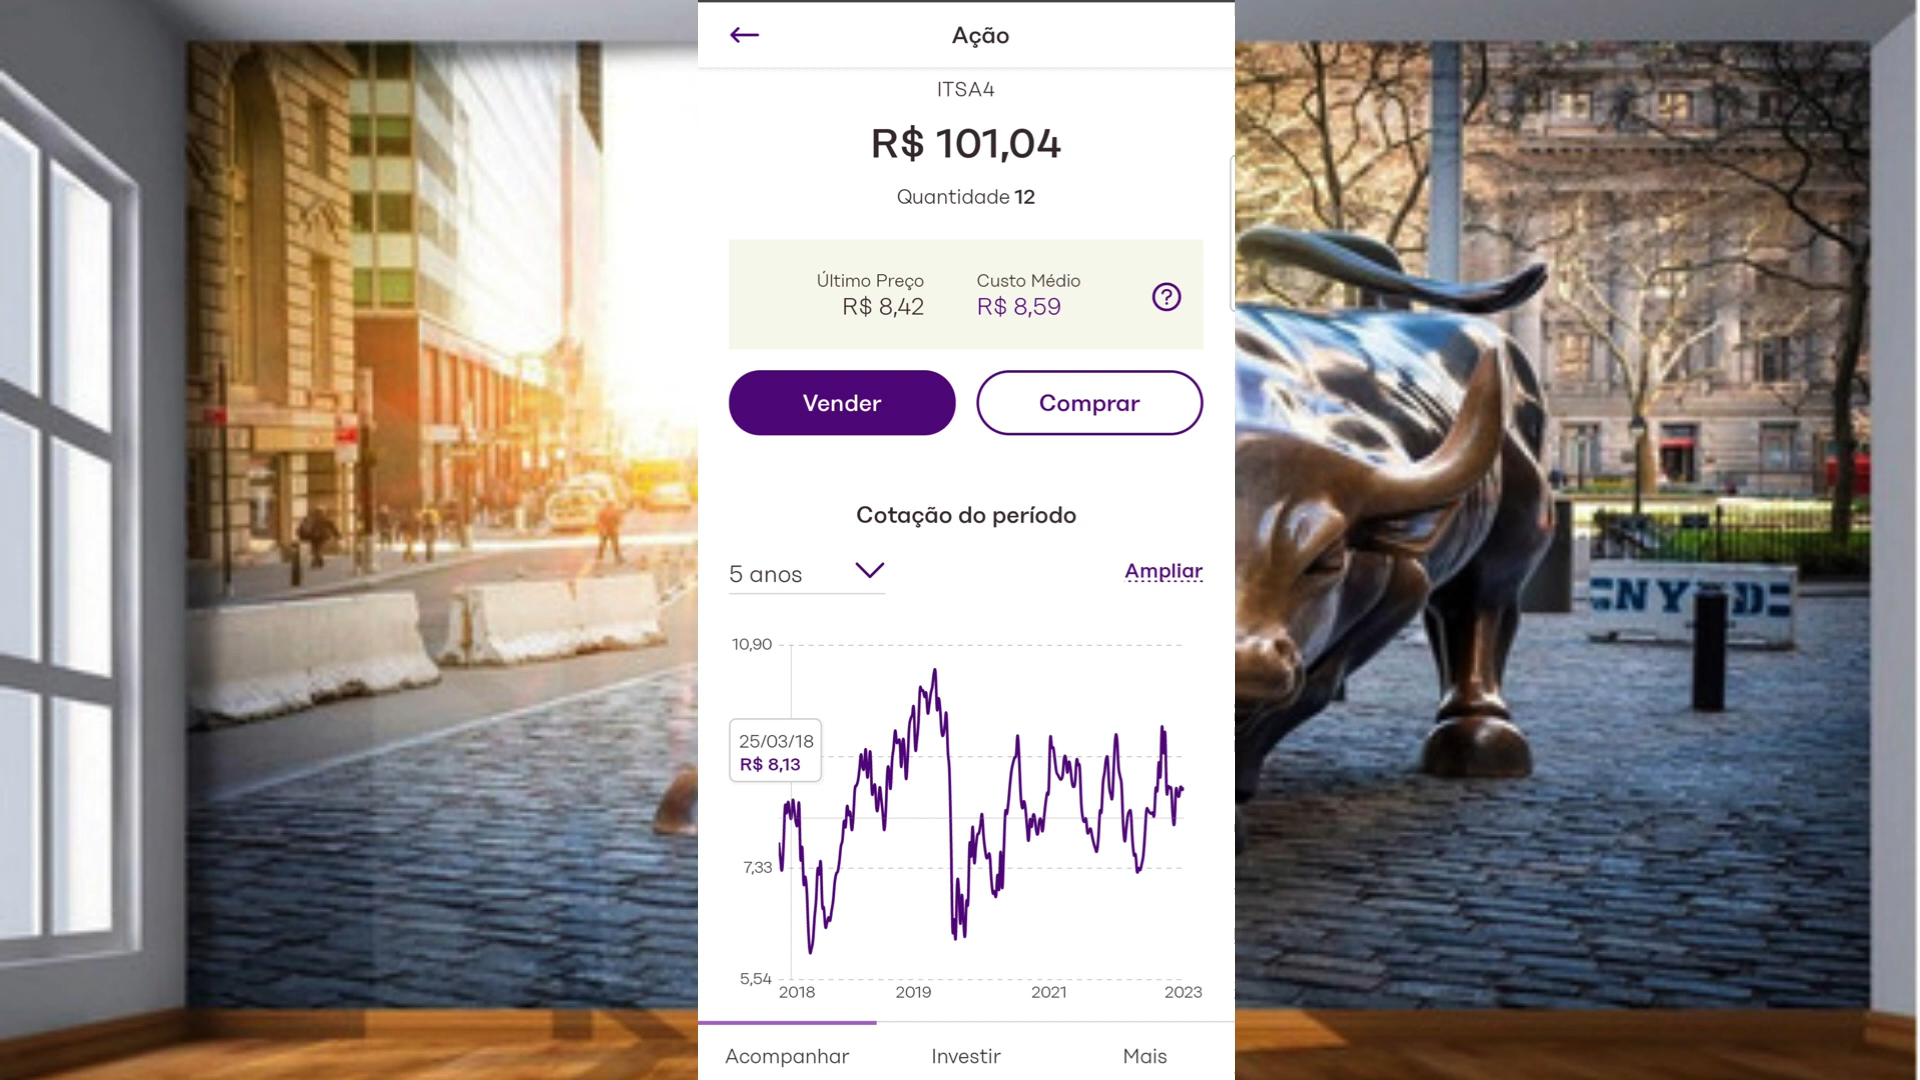 Ação
ITSA4
R$ 101,04
Quantidade 12
Último Preço
R$ 8,42
Custo Médio
R$ 8,59
?
Vender
Comprar
Cotação do período
5 anos
Ampliar
10,90
25/03/18
R$ 8,13
7,33
5,54
2018
2019
2021
2023
Acompanhar
Investir
Mais
NYPD